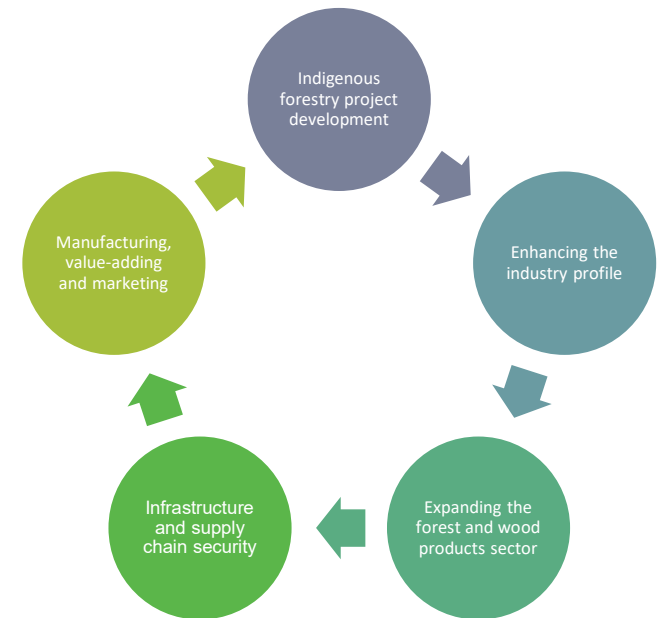 Indigenous
forestry project
development
Enhancing the
industry profile
Expanding the
forest and wood
products sector
Infrastructure
and supply
chain security
Manufacturing,
value-adding
and marketing